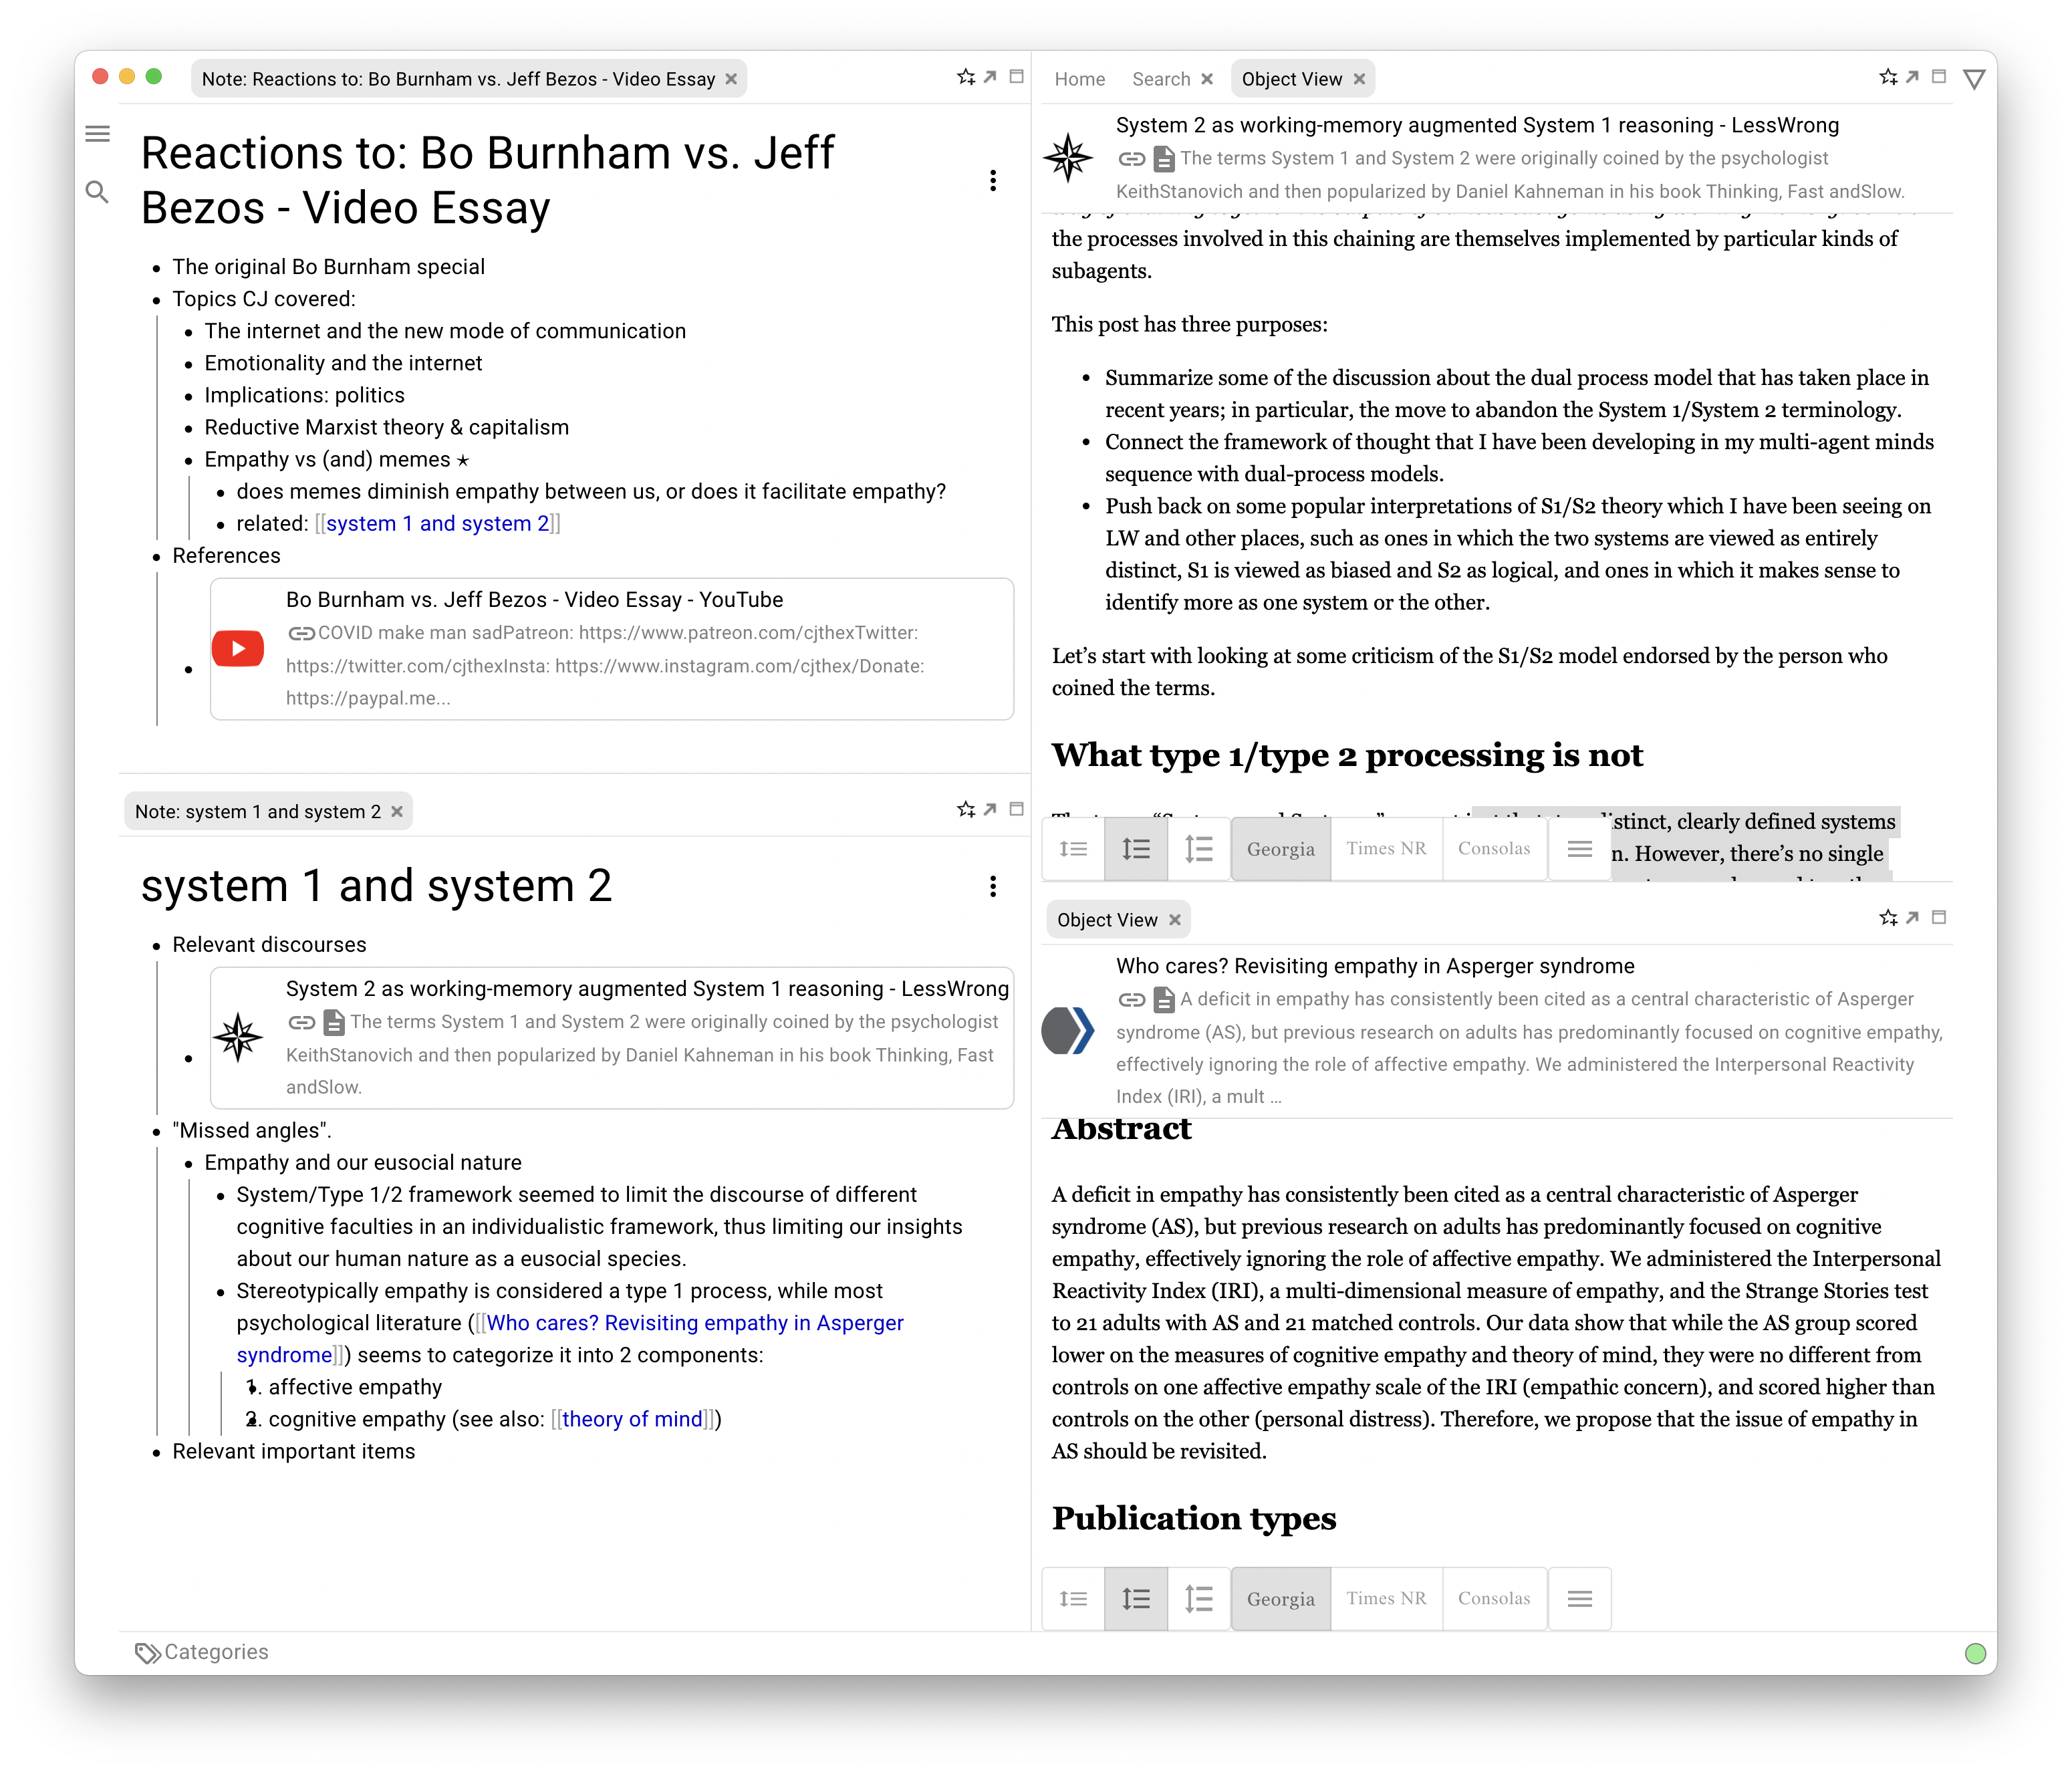 Note: Reactions to: Bo Burnham vs. Jeff Bezos - Video Essay
Reactions to: Bo Burnham vs. Jeff
Bezos - Video Essay
The original Bo Burnham special
Topics CJ covered:
The internet and the new mode of communication
Emotionality and the internet
Implications: politics
Reductive Marxist theory & capitalism
Empathy vs (and) memes ★
does memes diminish empathy between us, or does it facilitate empathy?
related: [[system 1 and system 2]]
References
Bo Burnham vs. Jeff Bezos - Video Essay - YouTube
COVID make man sadPatreon: https://www.patreon.com/cjthexTwitter:
https://twitter.com/cjthexInsta: https://www.instagram.com/cjthex/Donate:
https://paypal.me...
Note: system 1 and system 2
system 1 and system 2
Relevant discourses
System 2 as working-memory augmented System 1 reasoning - LessWrong
The terms System 1 and System 2 were originally coined by the psychologist
KeithStanovich and then popularized by Daniel Kahneman in his book Thinking, Fast
andSlow.
"Missed angles".
Empathy and our eusocial nature
System/Type 1/2 framework seemed to limit the discourse of different
cognitive faculties in an individualistic framework, thus limiting our insights
about our human nature as a eusocial species.
Stereotypically empathy is considered a type 1 process, while most
psychological literature ([[Who cares? Revisiting empathy in Asperger
syndrome]]) seems to categorize it into 2 components:
1. affective empathy
2. cognitive empathy (see also: [[theory of mind]])
Relevant important items
Categories
Home Search Object View
System 2 as working-memory augmented System 1 reasoning - LessWrong
The terms System 1 and System 2 were originally coined by the psychologist
KeithStanovich and then popularized by Daniel Kahneman in his book Thinking, Fast andSlow.
the processes involved in this chaining are themselves implemented by particular kinds of
subagents.
This post has three purposes:
Summarize some of the discussion about the dual process model that has taken place in
recent years; in particular, the move to abandon the System 1/System 2 terminology.
Connect the framework of thought that I have been developing in my multi-agent minds
sequence with dual-process models.
Push back on some popular interpretations of S1/S2 theory which I have been seeing on
LW and other places, such as ones in which the two systems are viewed as entirely
distinct, S1 is viewed as biased and S2 as logical, and ones in which it makes sense to
identify more as one system or the other.
Let’s start with looking at some criticism of the S1/S2 model endorsed by the person who
coined the terms.
What type 1/type 2 processing is not
distinct, clearly defined systems
However, there’s no single
Georgia Times NR Consolas
Object View
Who cares? Revisiting empathy in Asperger syndrome
A deficit in empathy has consistently been cited as a central characteristic of Asperger
syndrome (AS), but previous research on adults has predominantly focused on cognitive empathy,
effectively ignoring the role of affective empathy. We administered the Interpersonal Reactivity
Index (IRI), a mult ...
Abstract
A deficit in empathy has consistently been cited as a central characteristic of Asperger
syndrome (AS), but previous research on adults has predominantly focused on cognitive
empathy, effectively ignoring the role of affective empathy. We administered the Interpersonal
Reactivity Index (IRI), a multi-dimensional measure of empathy, and the Strange Stories test
to 21 adults with AS and 21 matched controls. Our data show that while the AS group scored
lower on the measures of cognitive empathy and theory of mind, they were no different from
controls on one affective empathy scale of the IRI (empathic concern), and scored higher than
controls on the other (personal distress). Therefore, we propose that the issue of empathy in
AS should be revisited.
Publication types
Georgia Times NR Consolas